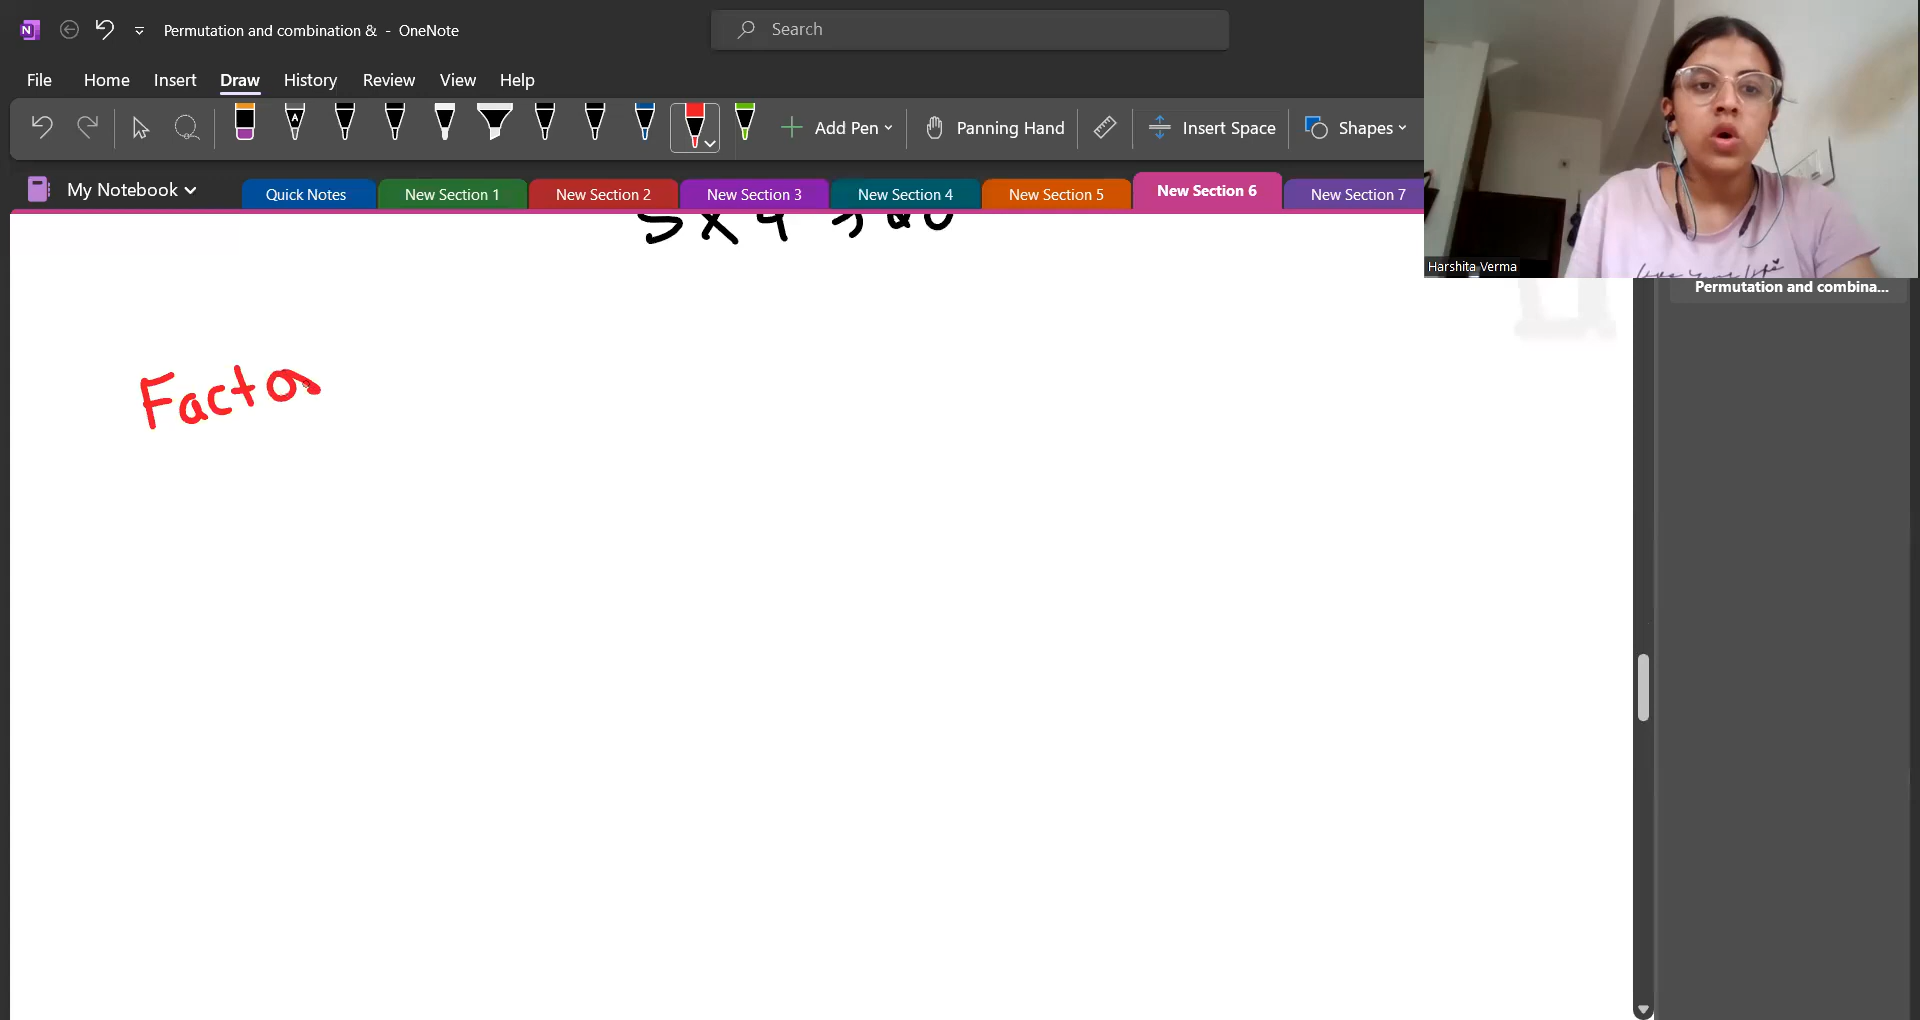 Permutation and combination & - OneNote
Search
File Home Insert Draw History Review View Help
A
Add Pen Panning Hand Insert Space Shapes
My Notebook Quick Notes New Section 1 New Section 2 New Section 3 New Section 4 New Section 5 New Section 6 New Section 7
Harshita Verma
Permutation and combina...
5 x 4
Facto